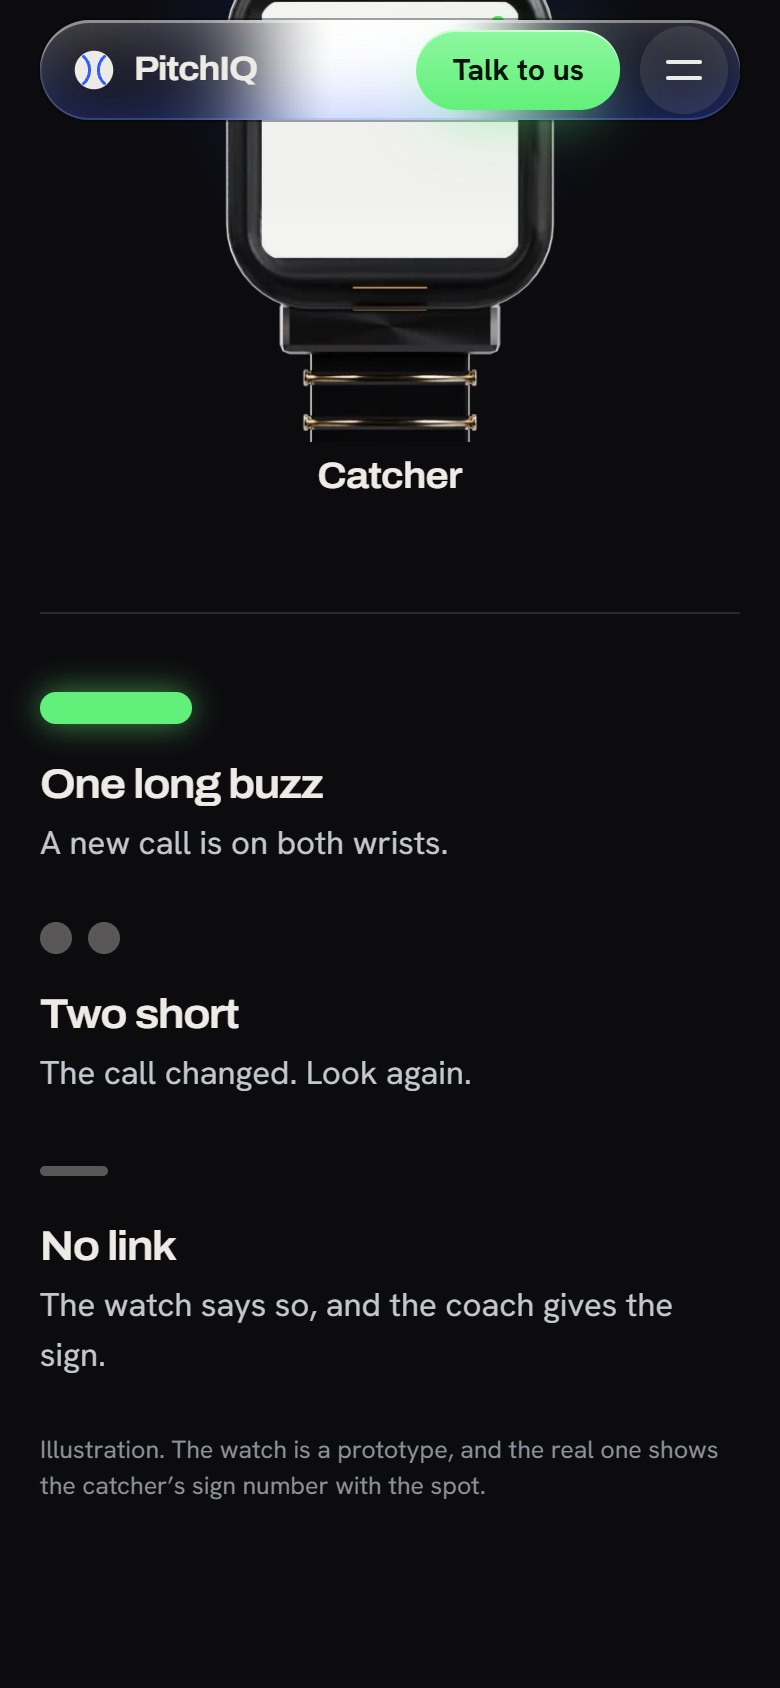 PitchIQ
Talk to us
Catcher
One long buzz
A new call is on both wrists.
Two short
The call changed. Look again.
No link
The watch says so, and the coach gives the
sign.
Illustration. The watch is a prototype, and the real one shows
the catcher’s sign number with the spot.